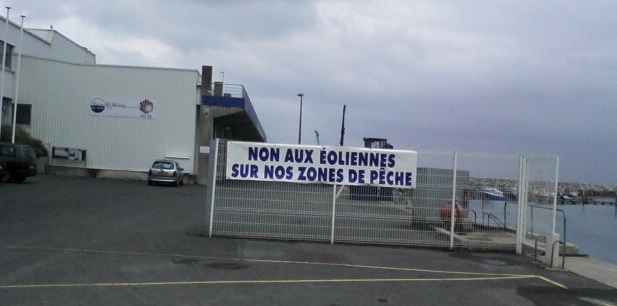 NON AUX ÉOLIENNES
SUR NOS ZONES DE PÊCHE